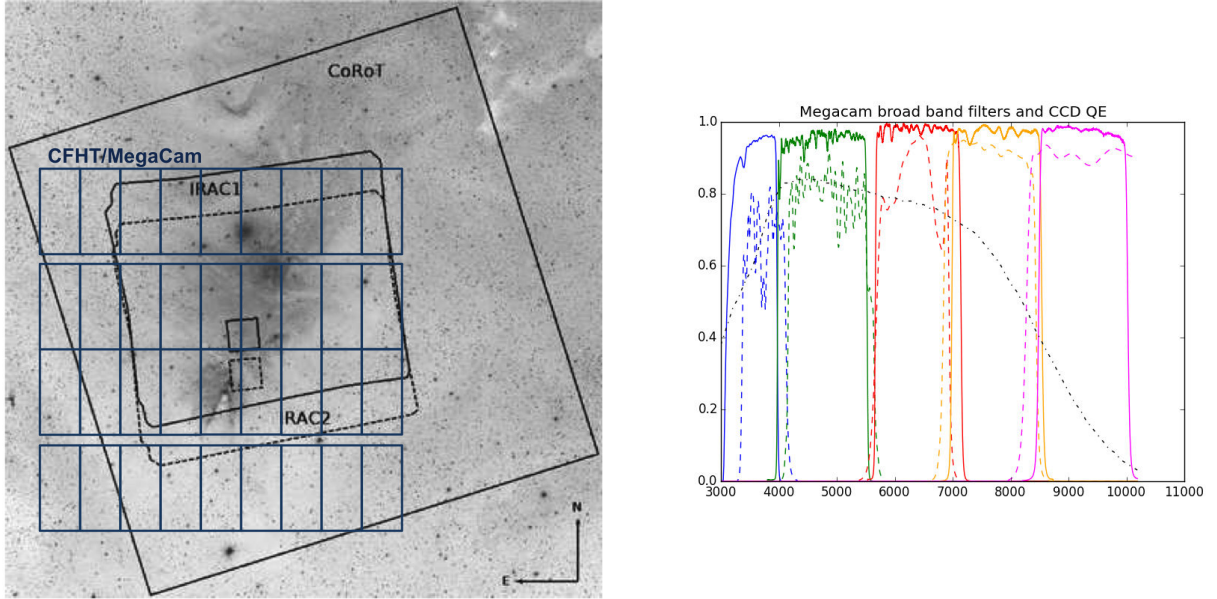 CoRoT
CFHT/MegaCam
IRAC1
RAC2
N
E
Megacam broad band filters and CCD QE
1.0
0.8
0.6
0.4
0.2
0.0
3000 4000 5000 6000 7000 8000 9000 10000 11000